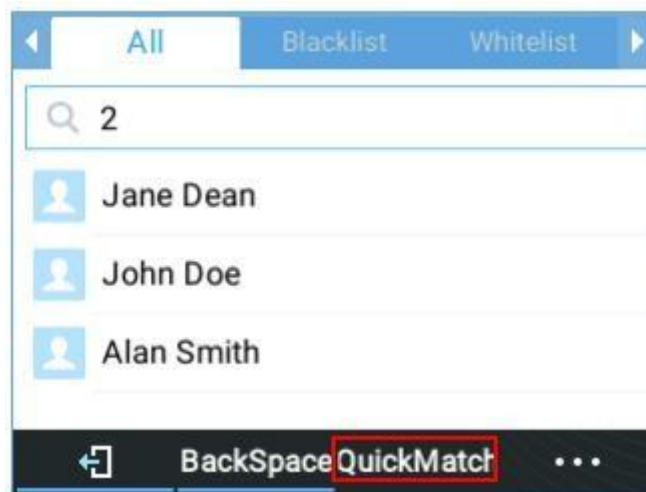 All Blacklist Whitelist
2
Jane Dean
John Doe
Alan Smith
BackSpace QuickMatch ...